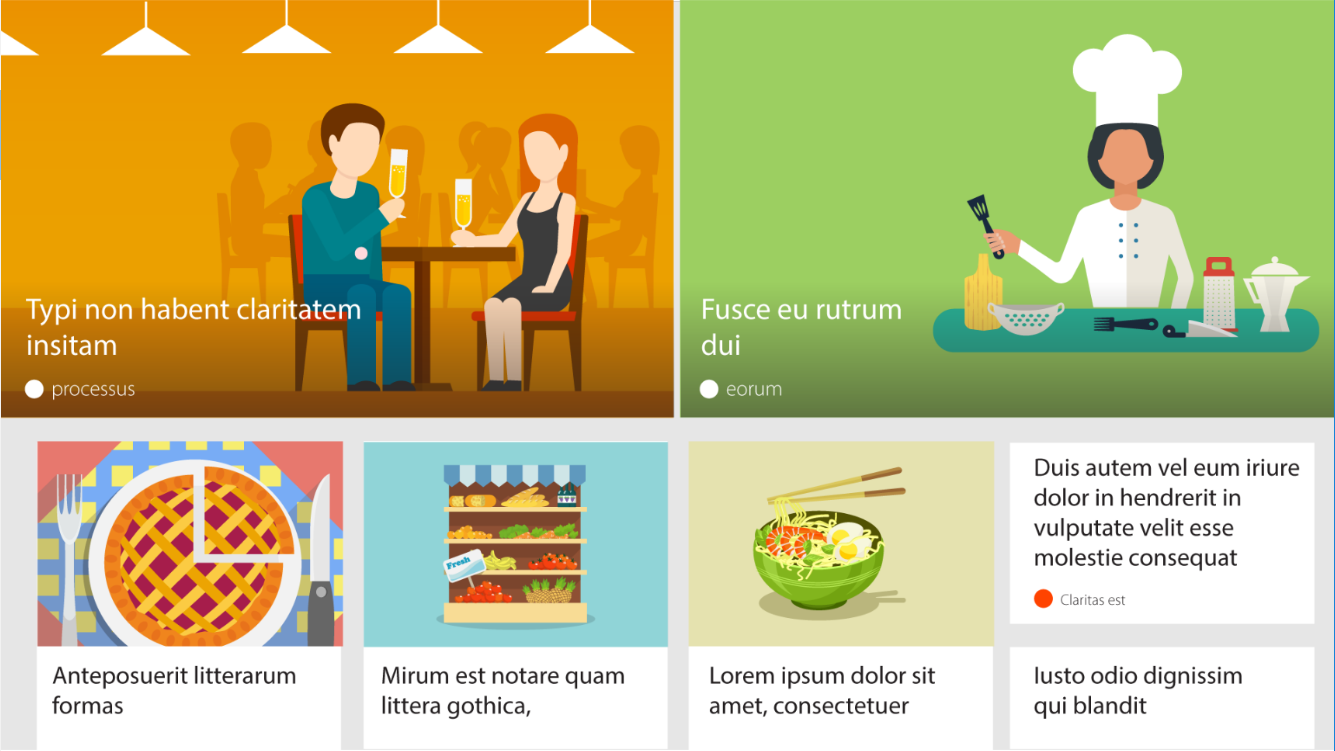 Typi non habent claritatem
insitam
processus
Fusce eu rutrum
dui
eorum
Fresh
Anteposuerit litterarum
formas
Mirum est notare quam
littera gothica,
Lorem ipsum dolor sit
amet, consectetuer
Duis autem vel eum iriure
dolor in hendrerit in
vulputate velit esse
molestie consequat
Claritas est
Iusto odio dignissim
qui blandit